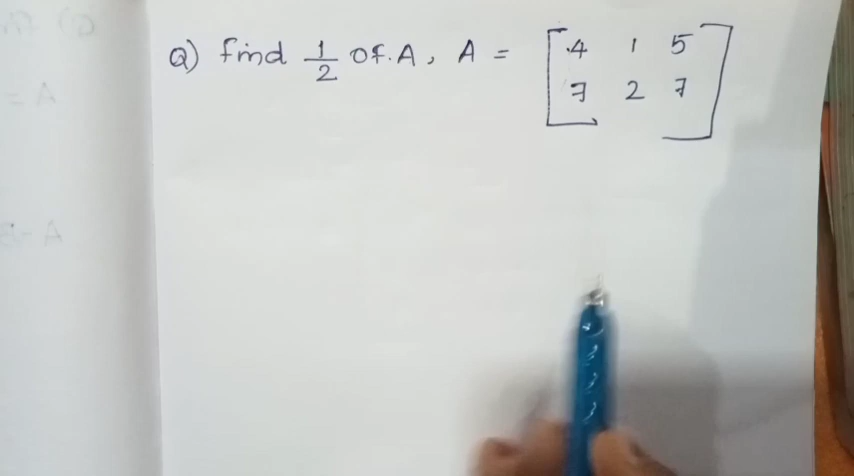 Q) find 1/2 of A, A = [4 1 5
7 2 7]